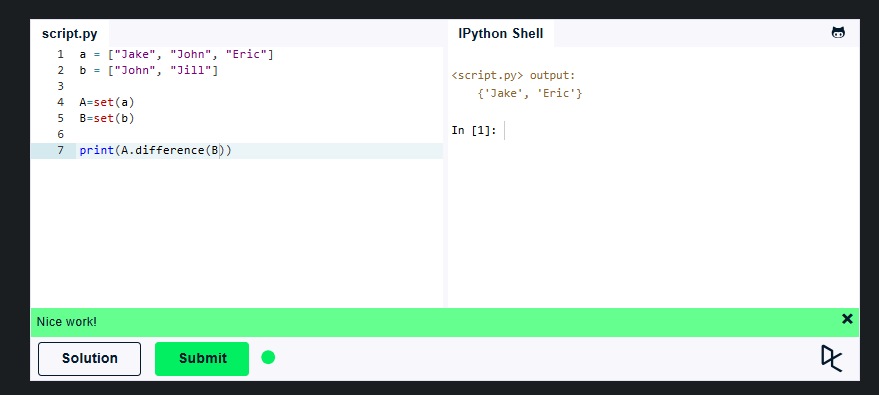 script.py
1 a = ["Jake", "John", "Eric"]
2 b = ["John", "Jill"]
3
4 A=set(a)
5 B=set(b)
6
7 print(A.difference(B))
IPython Shell
<script.py> output:
{'Jake', 'Eric'}
In [1]:
Nice work!
Solution
Submit